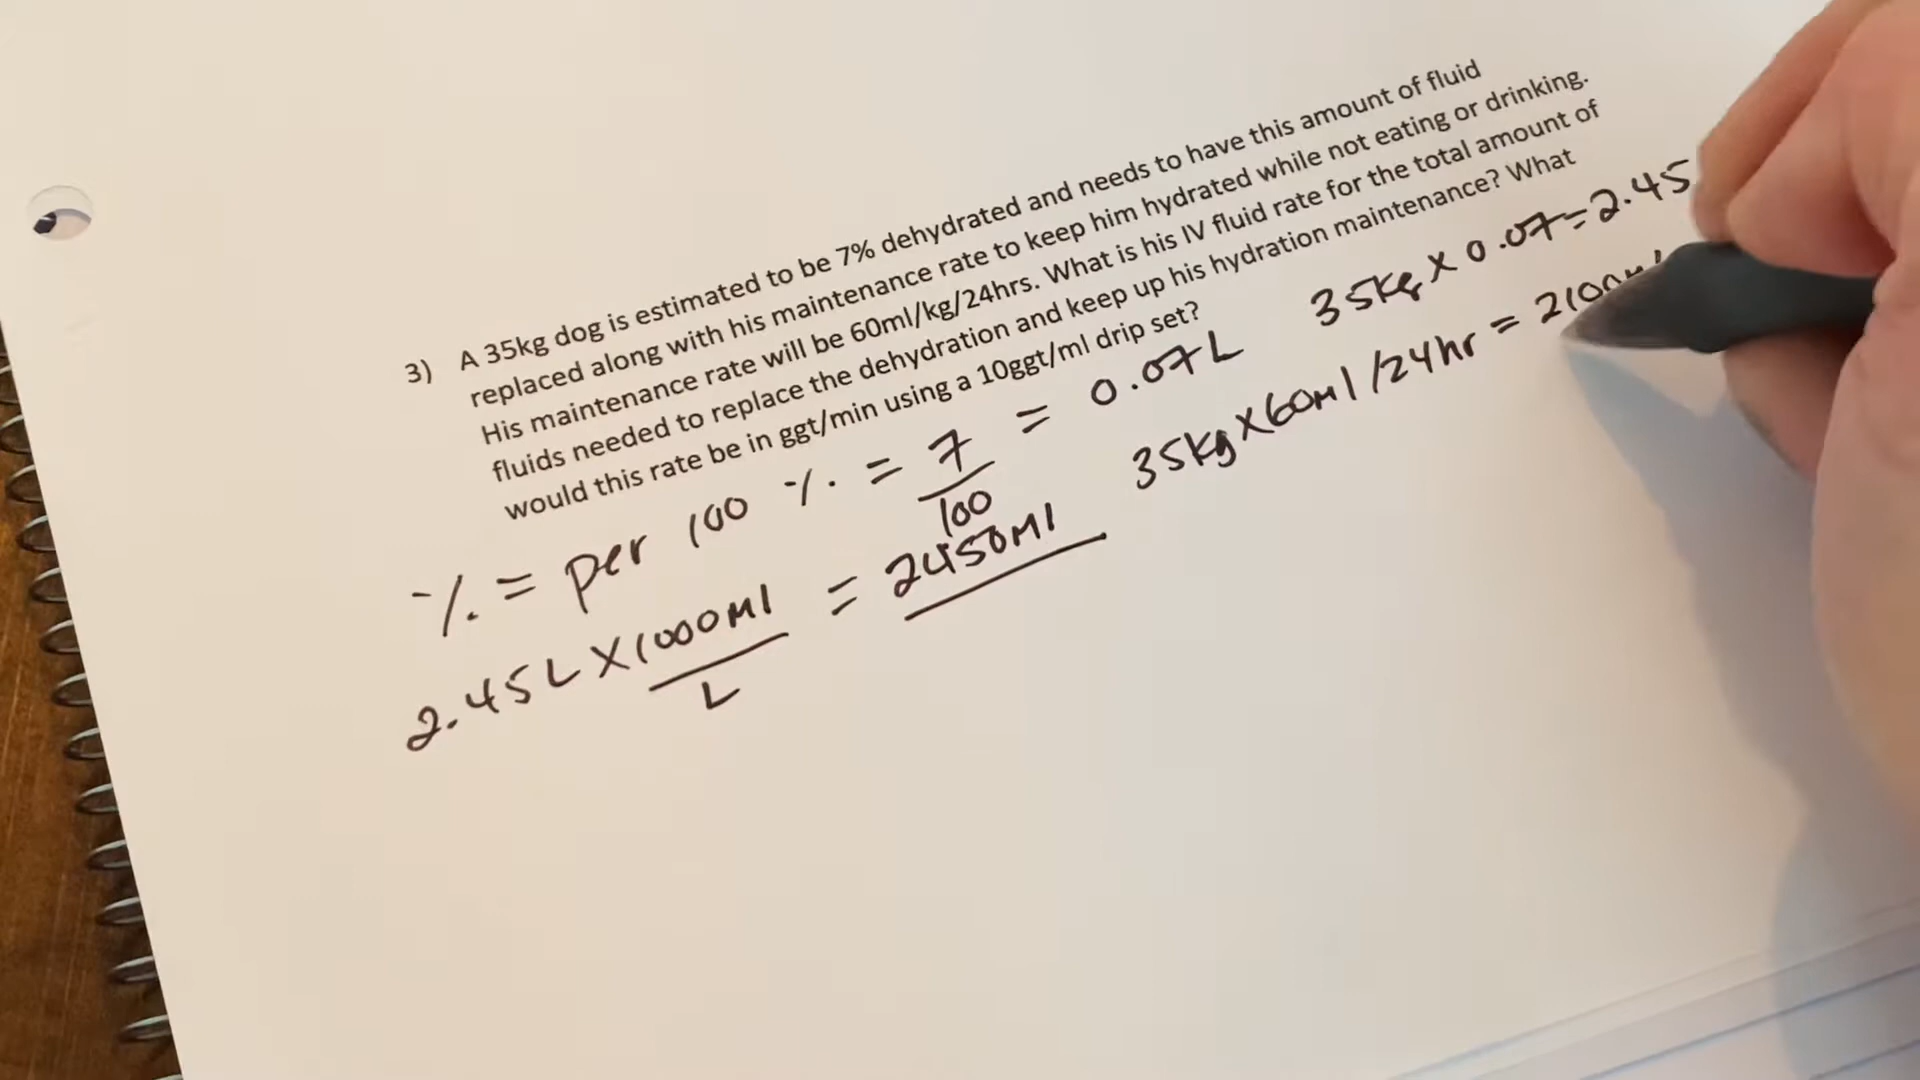 3) A 35kg dog is estimated to be 7% dehydrated and needs to have this amount of fluid
replaced along with his maintenance rate to keep him hydrated while not eating or drinking.
His maintenance rate will be 60ml/kg/24hrs. What is his IV fluid rate for the total amount of
fluids needed to replace the dehydration and keep up his hydration maintenance? What
would this rate be in ggt/min using a 10ggt/ml drip set?
% = per 100 % = 7/100 = 0.07L
35kg x 0.07 = 2.45
2.45L x 1000ml/L = 2450ml
35kg x 60ml/24hr = 2100